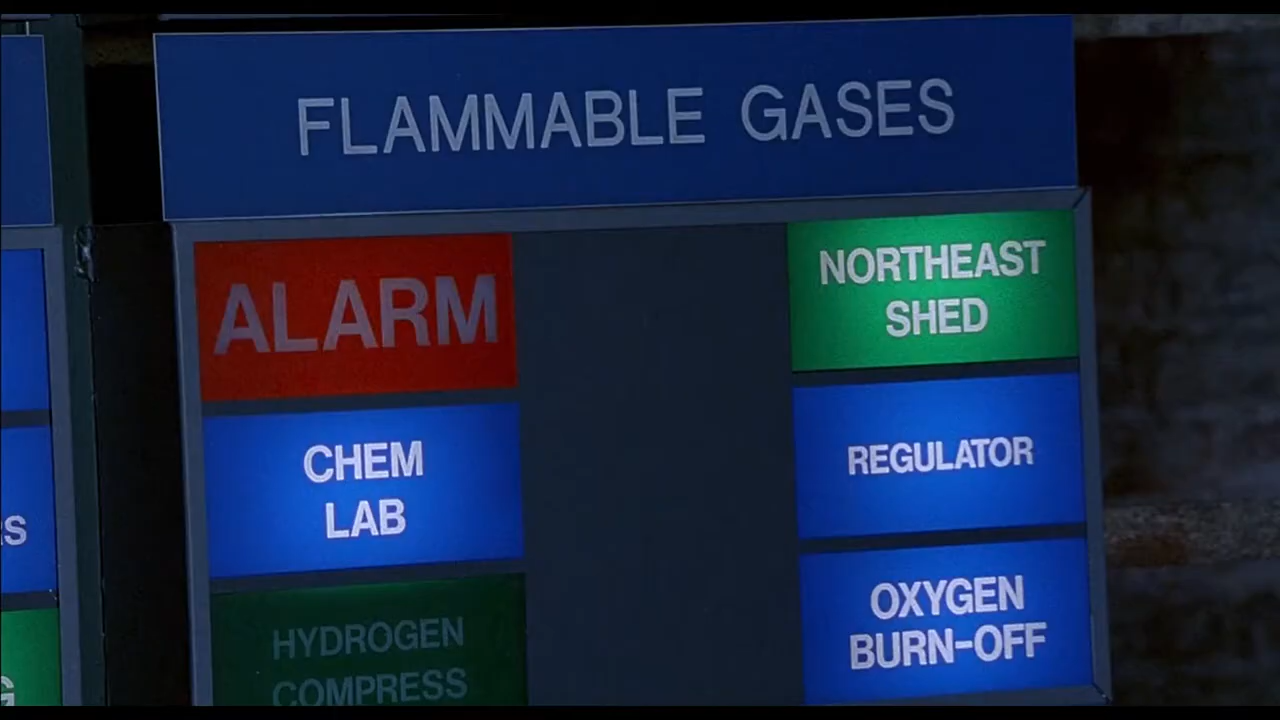 FLAMMABLE GASES
ALARM
NORTHEAST
SHED
CHEM
LAB
REGULATOR
HYDROGEN
COMPRESS
OXYGEN
BURN-OFF